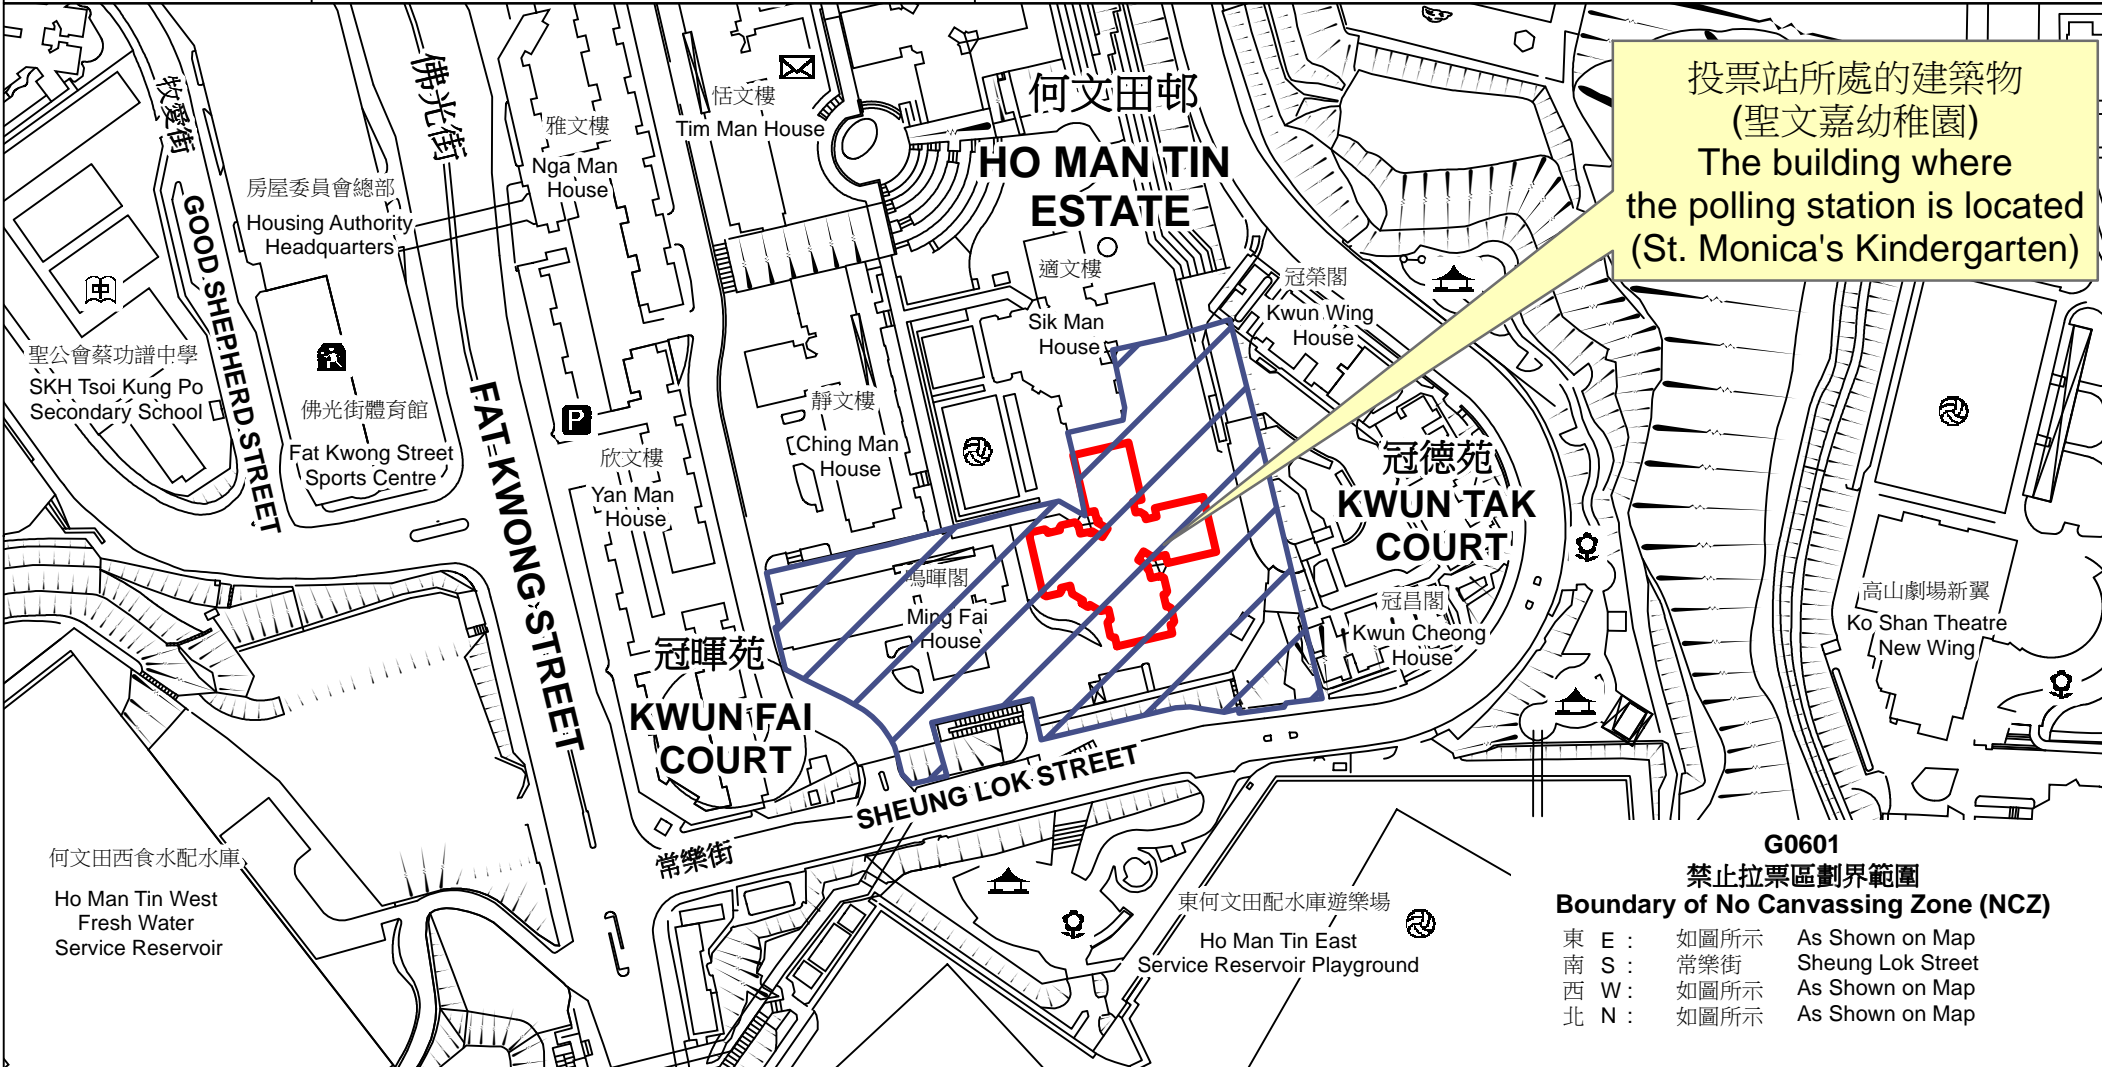 投票站所處的建築物
(聖文嘉幼稚園)
The building where
the polling station is located
(St. Monica's Kindergarten)
何文田邨
HO MAN TIN
ESTATE
牧愛街
GOOD SHEPHERD STREET
佛光街
FAT KWONG STREET
恬文樓
Tim Man House
雅文樓
Nga Man
House
房屋委員會總部
Housing Authority
Headquarters
適文樓
Sik Man
House
冠榮閣
Kwun Wing
House
聖公會蔡功譜中學
SKH Tsoi Kung Po
Secondary School
中
佛光街體育館
Fat Kwong Street
Sports Centre
P
靜文樓
Ching Man
House
欣文樓
Yan Man
House
冠德苑
KWUN TAK
COURT
鳴暉閣
Ming Fai
House
冠昌閣
Kwun Cheong
House
高山劇場新翼
Ko Shan Theatre
New Wing
冠暉苑
KWUN FAI
COURT
SHEUNG LOK STREET
常樂街
何文田西食水配水庫
Ho Man Tin West
Fresh Water
Service Reservoir
東何文田配水庫遊樂場
Ho Man Tin East
Service Reservoir Playground
G0601
禁止拉票區劃界範圍
Boundary of No Canvassing Zone (NCZ)
東 E : 如圖所示 As Shown on Map
南 S : 常樂街 Sheung Lok Street
西 W : 如圖所示 As Shown on Map
北 N : 如圖所示 As Shown on Map